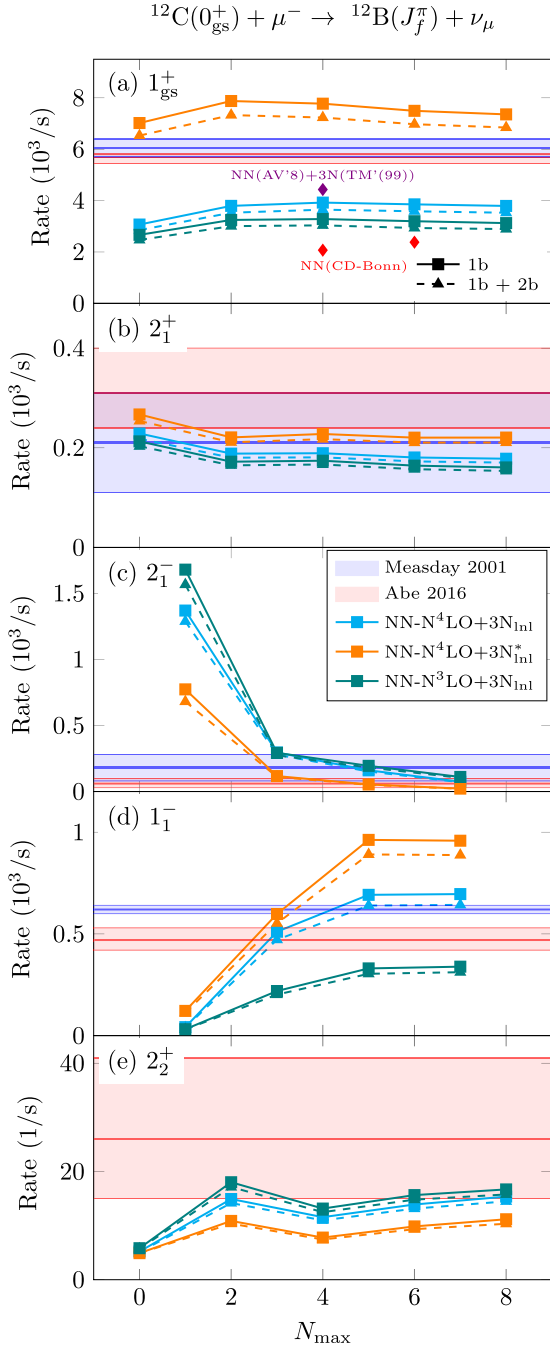 ¹²C(0⁺gs) + μ⁻ → ¹²B(Jfπ) + νμ
(a) 1⁺gs
8
6
4
2
0
Rate (10³/s)
NN(AV'8)+3N(TM'(99))
NN(CD-Bonn)
1b
1b + 2b
(b) 2⁺₁
0.4
0.2
0
Rate (10³/s)
(c) 2⁻₁
1.5
1
0.5
0
Rate (10³/s)
Measday 2001
Abe 2016
NN-N⁴LO+3Nlnl
NN-N⁴LO+3N*lnl
NN-N³LO+3Nlnl
(d) 1⁻₁
1
0.5
0
Rate (10³/s)
(e) 2⁺₂
40
20
0
Rate (1/s)
0 2 4 6 8
Nmax